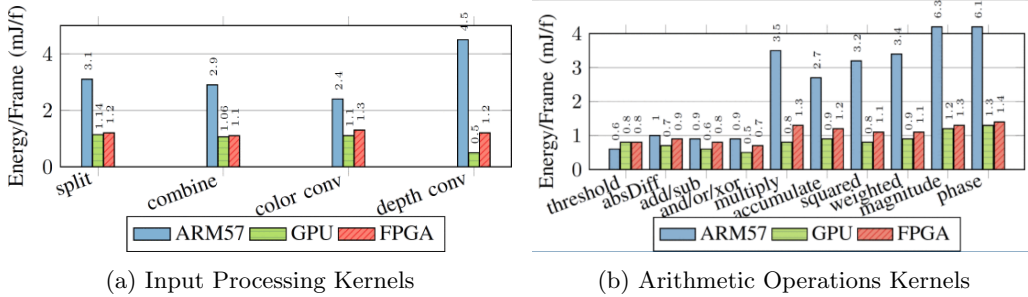 Energy/Frame (mJ/f)
4
2
0
3.1
1.14
1.2
2.9
1.06
1.1
2.4
1.1
1.3
4.5
0.5
1.2
split
combine
color conv
depth conv
ARM57
GPU
FPGA
(a) Input Processing Kernels
Energy/Frame (mJ/f)
4
3
2
1
0
0.6
0.8
0.8
1
0.7
0.9
0.9
0.6
0.8
0.9
0.5
0.7
3.5
0.8
1.3
2.7
0.9
1.2
3.2
0.8
1.1
3.4
0.9
1.1
6.3
1.2
1.3
6.1
1.3
1.4
threshold
absDiff
add/sub
and/or/xor
multiply
accumulate
squared
weighted
magnitude
phase
ARM57
GPU
FPGA
(b) Arithmetic Operations Kernels